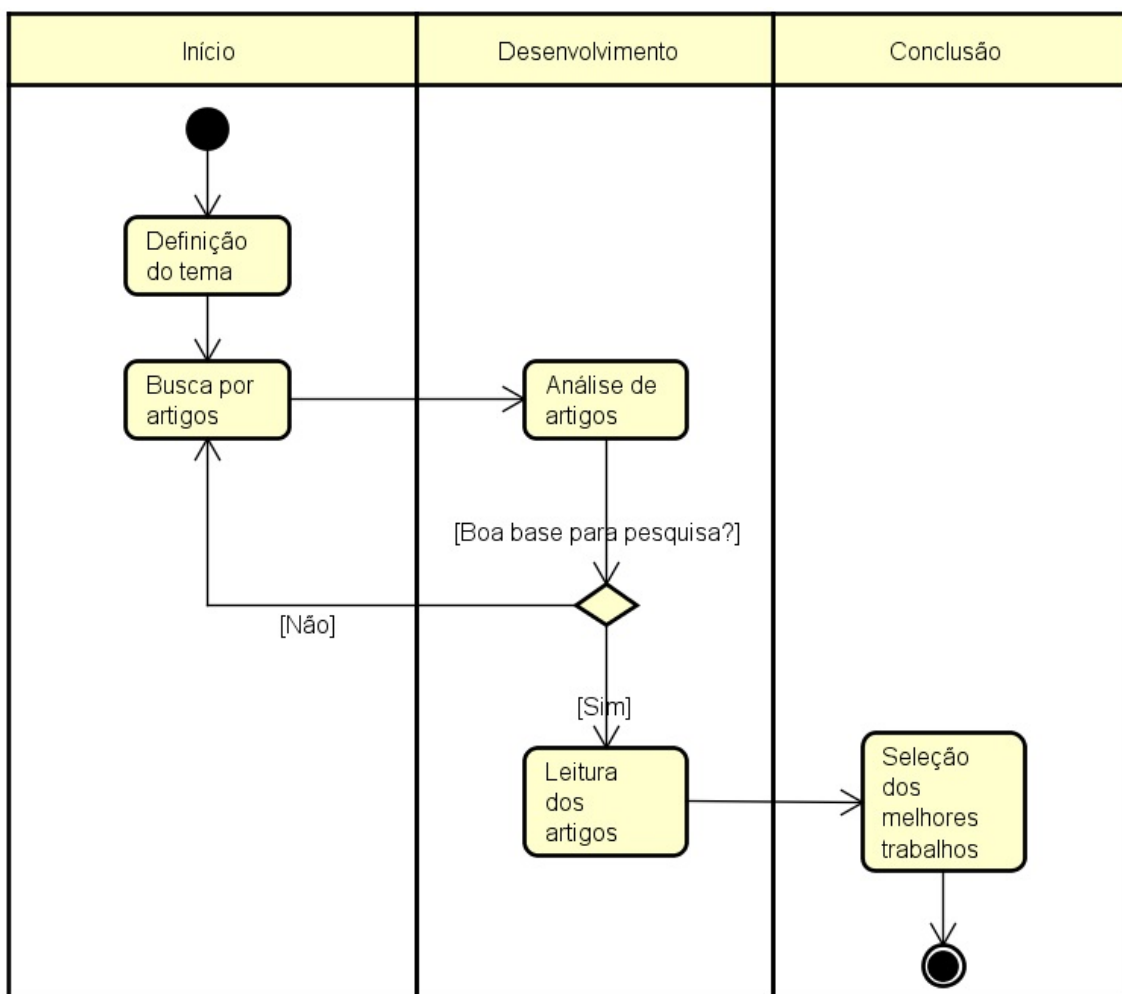 Início
Desenvolvimento
Conclusão
Definição
do tema
Busca por
artigos
Análise de
artigos
[Boa base para pesquisa?]
[Não]
[Sim]
Leitura
dos
artigos
Seleção
dos
melhores
trabalhos